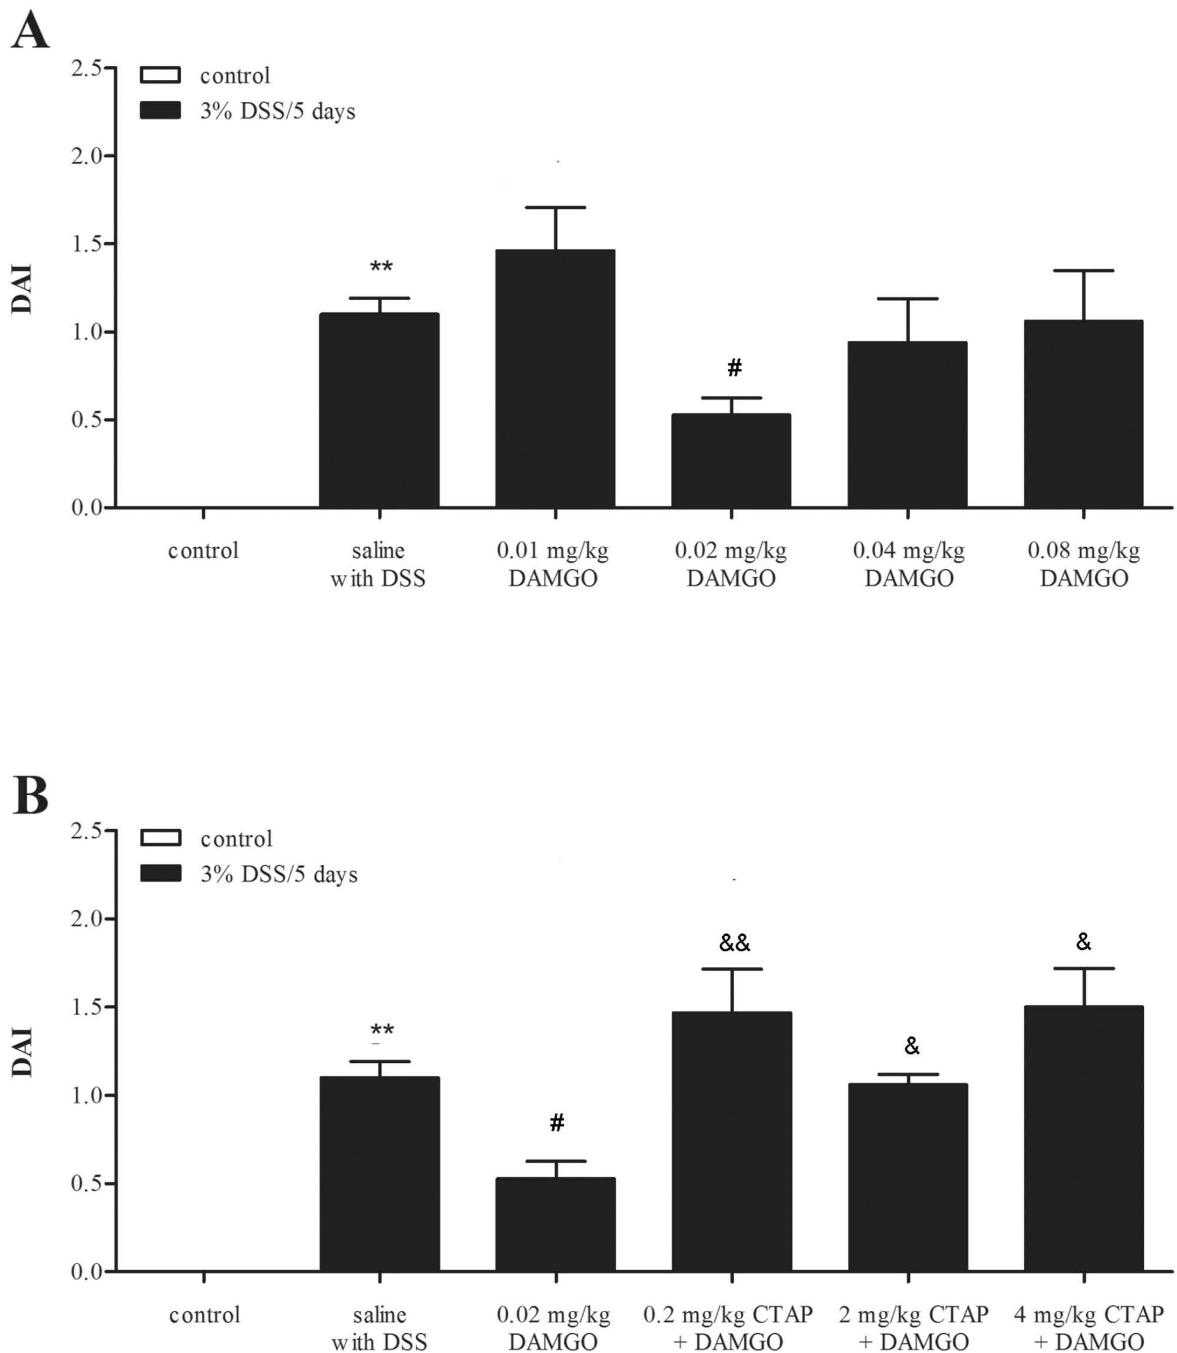 A
2.5
control
3% DSS/5 days
2.0
1.5
**
DAI
1.0
#
0.5
0.0
control
saline
with DSS
0.01 mg/kg
DAMGO
0.02 mg/kg
DAMGO
0.04 mg/kg
DAMGO
0.08 mg/kg
DAMGO
B
2.5
control
3% DSS/5 days
2.0
&&
&
1.5
**
&
DAI
1.0
#
0.5
0.0
control
saline
with DSS
0.02 mg/kg
DAMGO
0.2 mg/kg CTAP
+ DAMGO
2 mg/kg CTAP
+ DAMGO
4 mg/kg CTAP
+ DAMGO